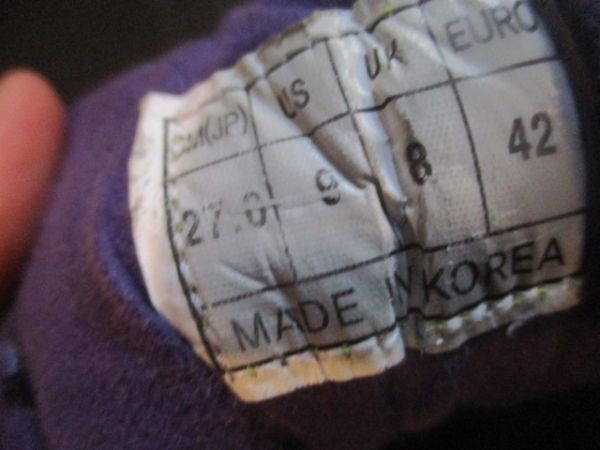 CM(JP) US UK EURO
27.0 9 8 42
MADE IN KOREA